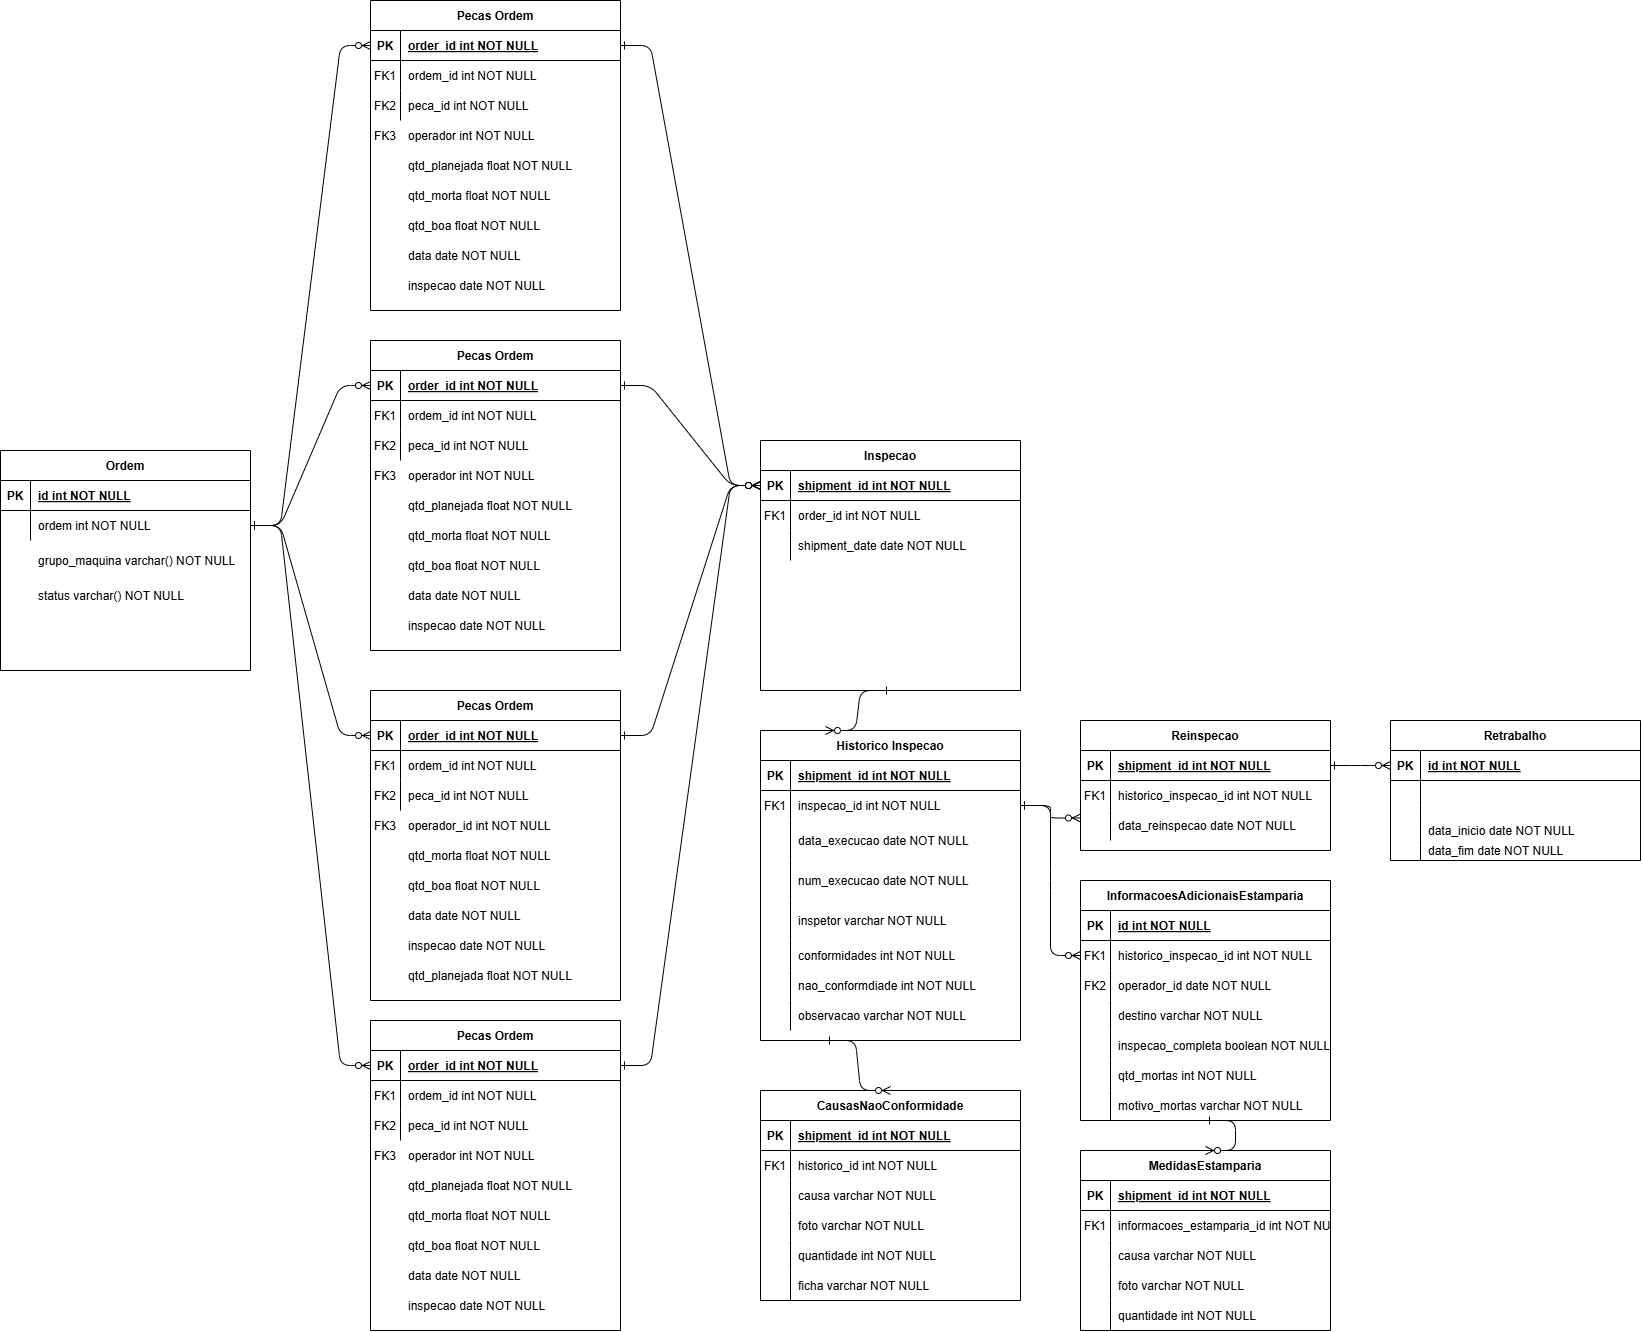 Pecas Ordem
PK order_id int NOT NULL
FK1 ordem_id int NOT NULL
FK2 peca_id int NOT NULL
FK3 operador int NOT NULL
qtd_planejada float NOT NULL
qtd_morta float NOT NULL
qtd_boa float NOT NULL
data date NOT NULL
inspecao date NOT NULL
Pecas Ordem
PK order_id int NOT NULL
FK1 ordem_id int NOT NULL
FK2 peca_id int NOT NULL
FK3 operador int NOT NULL
qtd_planejada float NOT NULL
qtd_morta float NOT NULL
qtd_boa float NOT NULL
data date NOT NULL
inspecao date NOT NULL
Ordem
PK id int NOT NULL
ordem int NOT NULL
grupo_maquina varchar() NOT NULL
status varchar() NOT NULL
Pecas Ordem
PK order_id int NOT NULL
FK1 ordem_id int NOT NULL
FK2 peca_id int NOT NULL
FK3 operador_id int NOT NULL
qtd_morta float NOT NULL
qtd_boa float NOT NULL
data date NOT NULL
inspecao date NOT NULL
qtd_planejada float NOT NULL
Pecas Ordem
PK order_id int NOT NULL
FK1 ordem_id int NOT NULL
FK2 peca_id int NOT NULL
FK3 operador int NOT NULL
qtd_planejada float NOT NULL
qtd_morta float NOT NULL
qtd_boa float NOT NULL
data date NOT NULL
inspecao date NOT NULL
Inspecao
PK shipment_id int NOT NULL
FK1 order_id int NOT NULL
shipment_date date NOT NULL
Historico Inspecao
PK shipment_id int NOT NULL
FK1 inspecao_id int NOT NULL
data_execucao date NOT NULL
num_execucao date NOT NULL
inspetor varchar NOT NULL
conformidades int NOT NULL
nao_conformdiade int NOT NULL
observacao varchar NOT NULL
CausasNaoConformidade
PK shipment_id int NOT NULL
FK1 historico_id int NOT NULL
causa varchar NOT NULL
foto varchar NOT NULL
quantidade int NOT NULL
ficha varchar NOT NULL
Reinspecao
PK shipment_id int NOT NULL
FK1 historico_inspecao_id int NOT NULL
data_reinspecao date NOT NULL
Retrabalho
PK id int NOT NULL
data_inicio date NOT NULL
data_fim date NOT NULL
InformacoesAdicionaisEstamparia
PK id int NOT NULL
FK1 historico_inspecao_id int NOT NULL
FK2 operador_id date NOT NULL
destino varchar NOT NULL
inspecao_completa boolean NOT NULL
qtd_mortas int NOT NULL
motivo_mortas varchar NOT NULL
MedidasEstamparia
PK shipment_id int NOT NULL
FK1 informacoes_estamparia_id int NOT NU
causa varchar NOT NULL
foto varchar NOT NULL
quantidade int NOT NULL